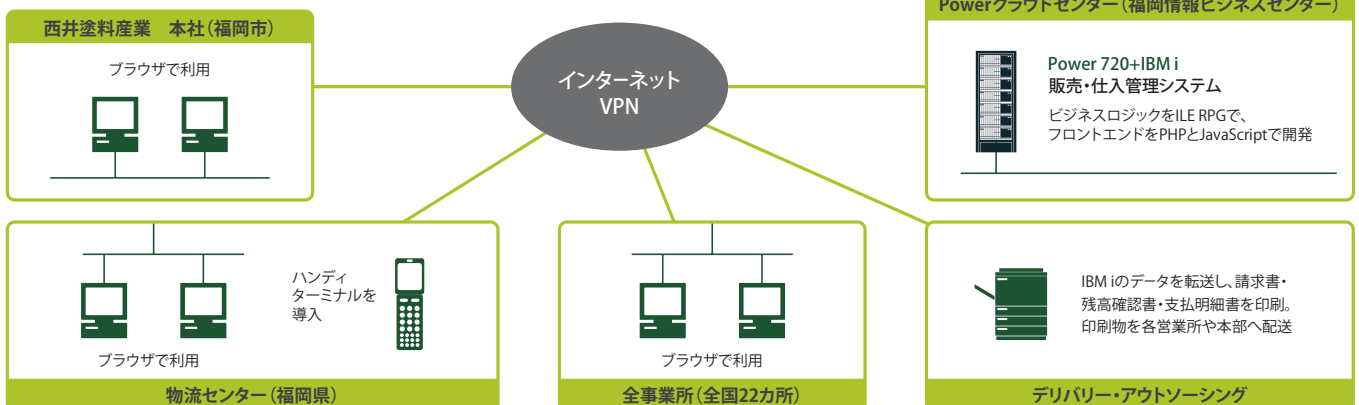 西井塗料産業　本社（福岡市）
ブラウザで利用
インターネット
VPN
Powerクラウドセンター（福岡情報ビジネスセンター）
Power 720+IBM i
販売・仕入管理システム
ビジネスロジックをILE RPGで、
フロントエンドをPHPとJavaScriptで開発
ハンディ
ターミナルを
導入
ブラウザで利用
物流センター（福岡県）
ブラウザで利用
全事業所（全国22カ所）
IBM iのデータを転送し、請求書・
残高確認書・支払明細書を印刷。
印刷物を各営業所や本部へ配送
デリバリー・アウトソーシング